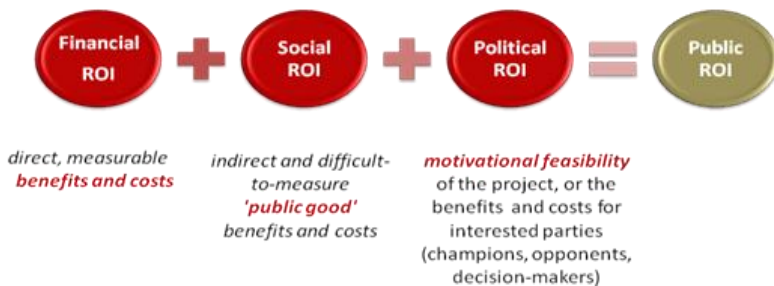 Financial
ROI
Social
ROI
Political
ROI
Public
ROI
direct, measurable
benefits and costs
indirect and difficult-
to-measure
'public good'
benefits and costs
motivational feasibility
of the project, or the
benefits and costs for
interested parties
(champions, opponents,
decision-makers)